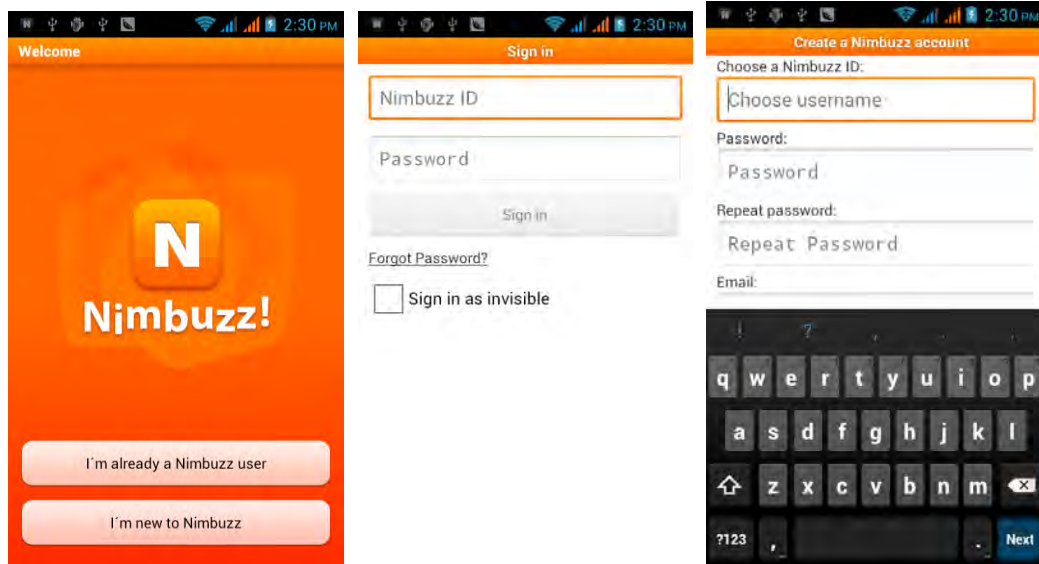 2:30 PM
Welcome
N
Nimbuzz!
I´m already a Nimbuzz user
I´m new to Nimbuzz
2:30 PM
Sign in
Nimbuzz ID
Password
Sign in
Forgot Password?
Sign in as invisible
2:30 PM
Create a Nimbuzz account
Choose a Nimbuzz ID:
Choose username
Password:
Password
Repeat password:
Repeat Password
Email:
! ? , .
q w e r t y u i o p
a s d f g h j k l
z x c v b n m
?123 , . Next